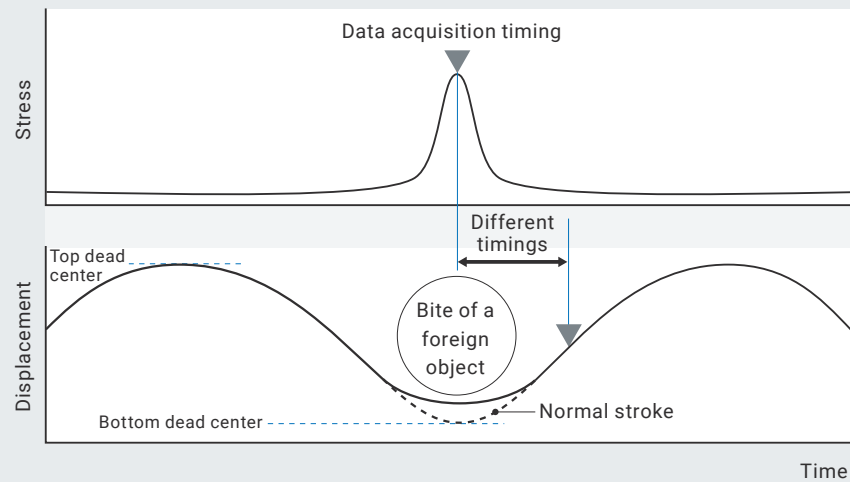 Data acquisition timing
Stress
Different
timings
Top dead
center
Bite of a
foreign
object
Displacement
Normal stroke
Bottom dead center
Time